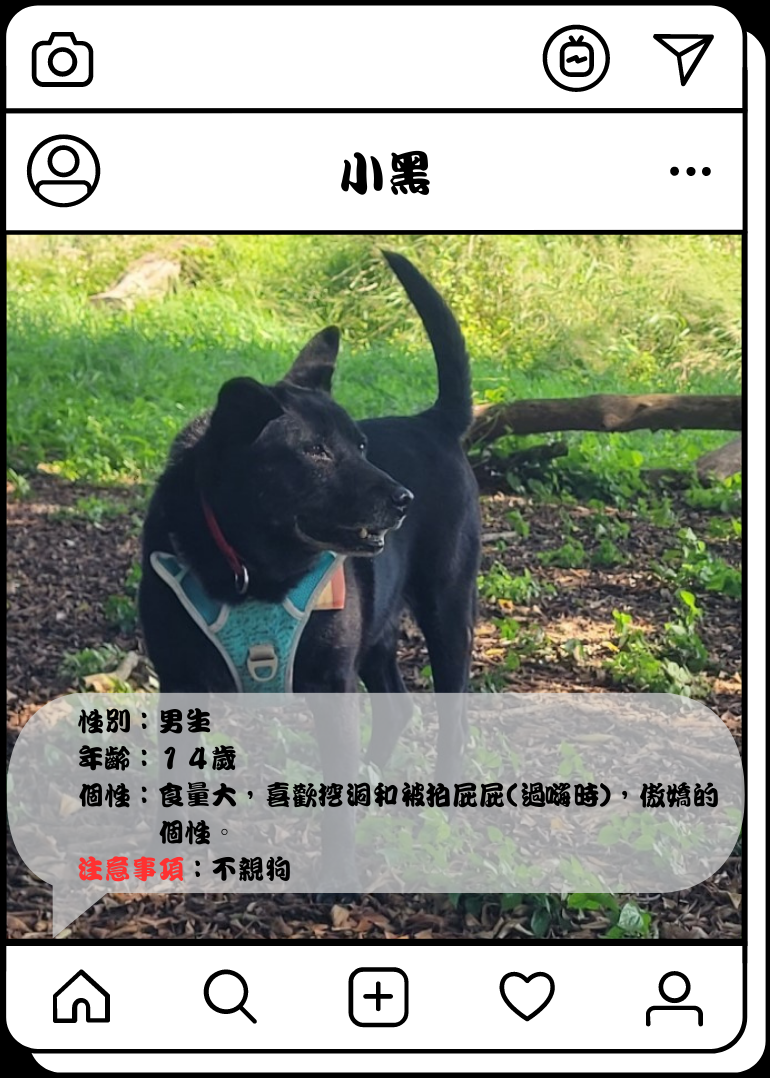 小黑
性別：男生
年齡：１４歲
個性：食量大，喜歡挖洞和被拍屁屁(過嗨時)，傲嬌的
個性。
注意事項：不親狗